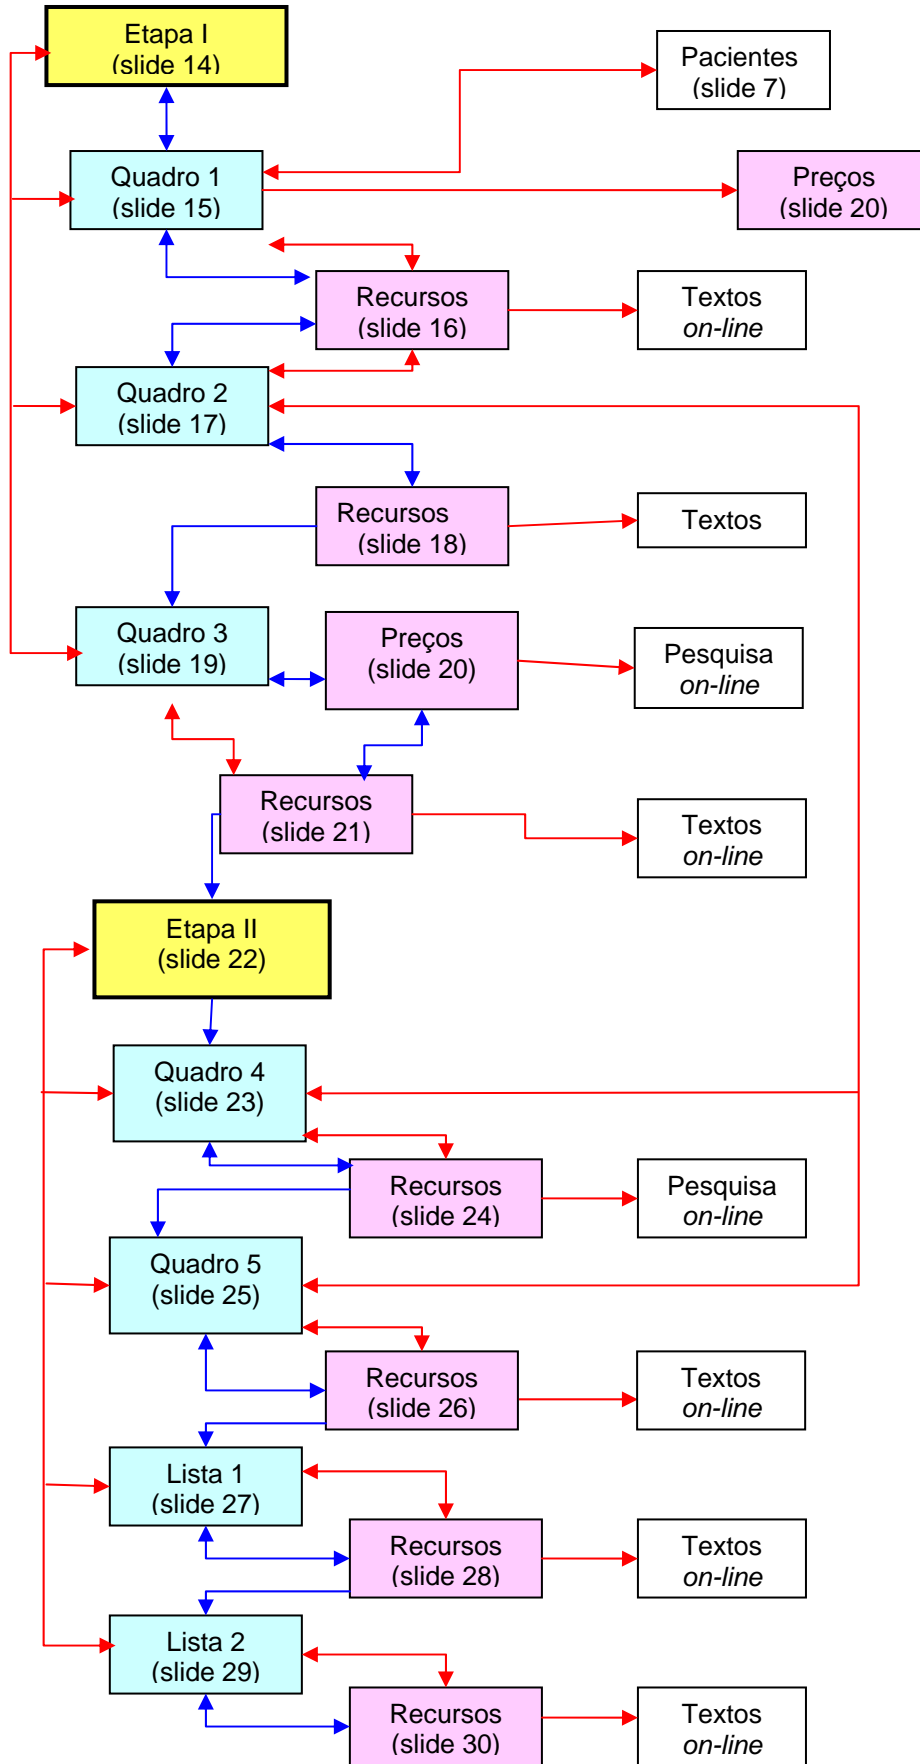 Etapa I
(slide 14)
Pacientes
(slide 7)
Quadro 1
(slide 15)
Preços
(slide 20)
Recursos
(slide 16)
Textos
on-line
Quadro 2
(slide 17)
Recursos
(slide 18)
Textos
Quadro 3
(slide 19)
Preços
(slide 20)
Pesquisa
on-line
Recursos
(slide 21)
Textos
on-line
Etapa II
(slide 22)
Quadro 4
(slide 23)
Recursos
(slide 24)
Pesquisa
on-line
Quadro 5
(slide 25)
Recursos
(slide 26)
Textos
on-line
Lista 1
(slide 27)
Recursos
(slide 28)
Textos
on-line
Lista 2
(slide 29)
Recursos
(slide 30)
Textos
on-line